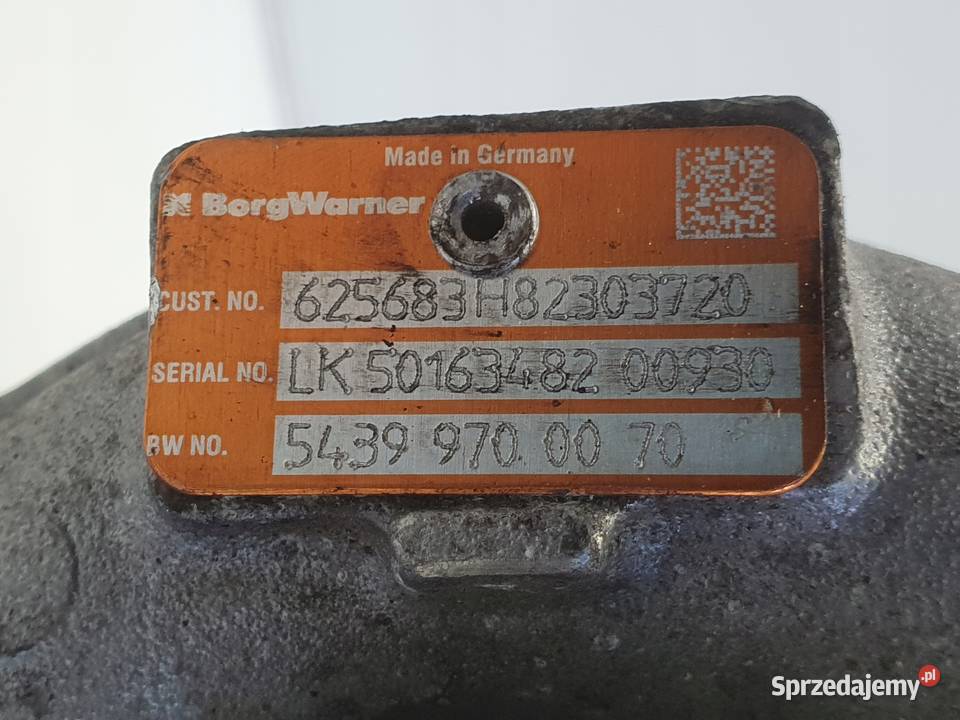 Made in Germany
BorgWarner
CUST. NO. 625683H82303720
SERIAL NO. LK 50163482 00930
BW NO. 5439 970 00 70
Sprzedajemy.pl